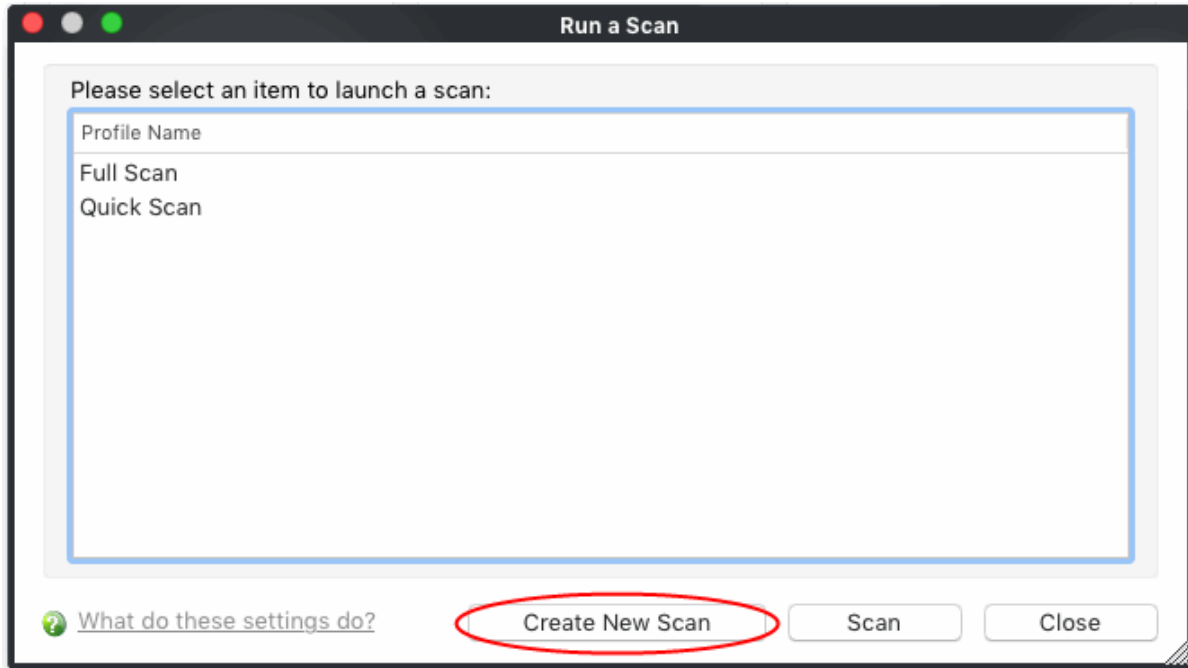 Run a Scan
Please select an item to launch a scan:
Profile Name
Full Scan
Quick Scan
What do these settings do?
Create New Scan
Scan
Close